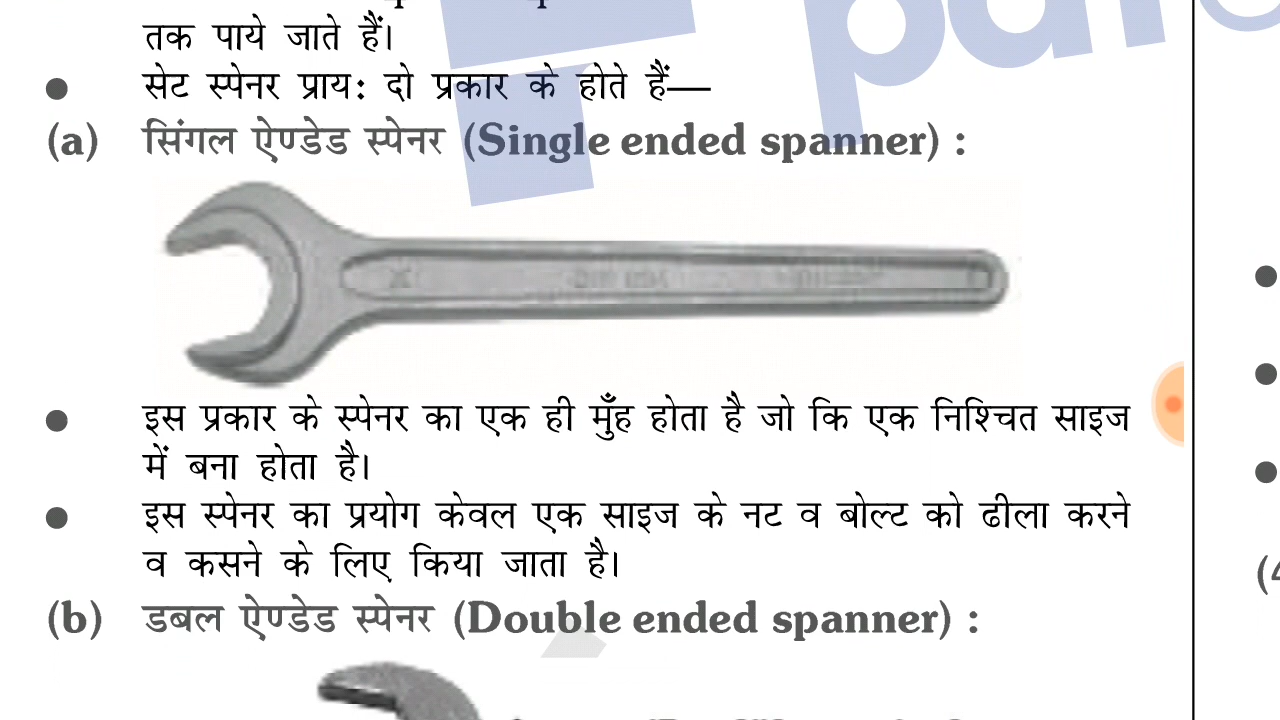 तक पाये जाते हैं।
● सेट स्पेनर प्रायः दो प्रकार के होते हैं—
(a) सिंगल ऐण्डेड स्पेनर (Single ended spanner) :
● इस प्रकार के स्पेनर का एक ही मुँह होता है जो कि एक निश्चित साइज
में बना होता है।
● इस स्पेनर का प्रयोग केवल एक साइज के नट व बोल्ट को ढीला करने
व कसने के लिए किया जाता है।
(b) डबल ऐण्डेड स्पेनर (Double ended spanner) :